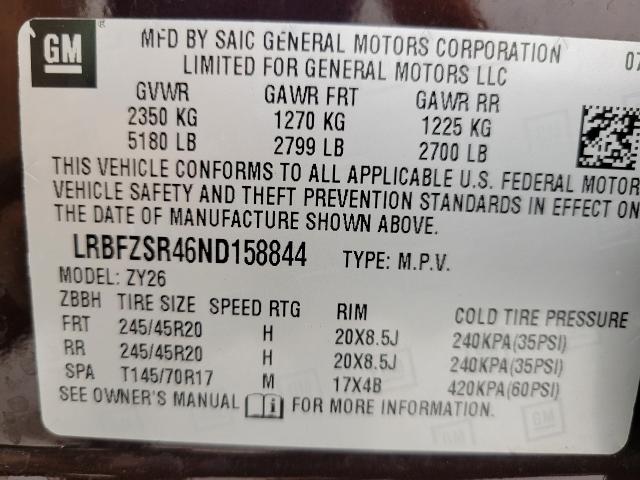 GM
MFD BY SAIC GENERAL MOTORS CORPORATION 07
LIMITED FOR GENERAL MOTORS LLC
GVWR GAWR FRT GAWR RR
2350 KG 1270 KG 1225 KG
5180 LB 2799 LB 2700 LB
THIS VEHICLE CONFORMS TO ALL APPLICABLE U.S. FEDERAL MOTOR
VEHICLE SAFETY AND THEFT PREVENTION STANDARDS IN EFFECT ON
THE DATE OF MANUFACTURE SHOWN ABOVE.
LRBFZSR46ND158844 TYPE: M.P.V.
MODEL: ZY26
ZBBH TIRE SIZE SPEED RTG RIM COLD TIRE PRESSURE
FRT 245/45R20 H 20X8.5J 240KPA(35PSI)
RR 245/45R20 H 20X8.5J 240KPA(35PSI)
SPA T145/70R17 M 17X4B 420KPA(60PSI)
SEE OWNER'S MANUAL FOR MORE INFORMATION.